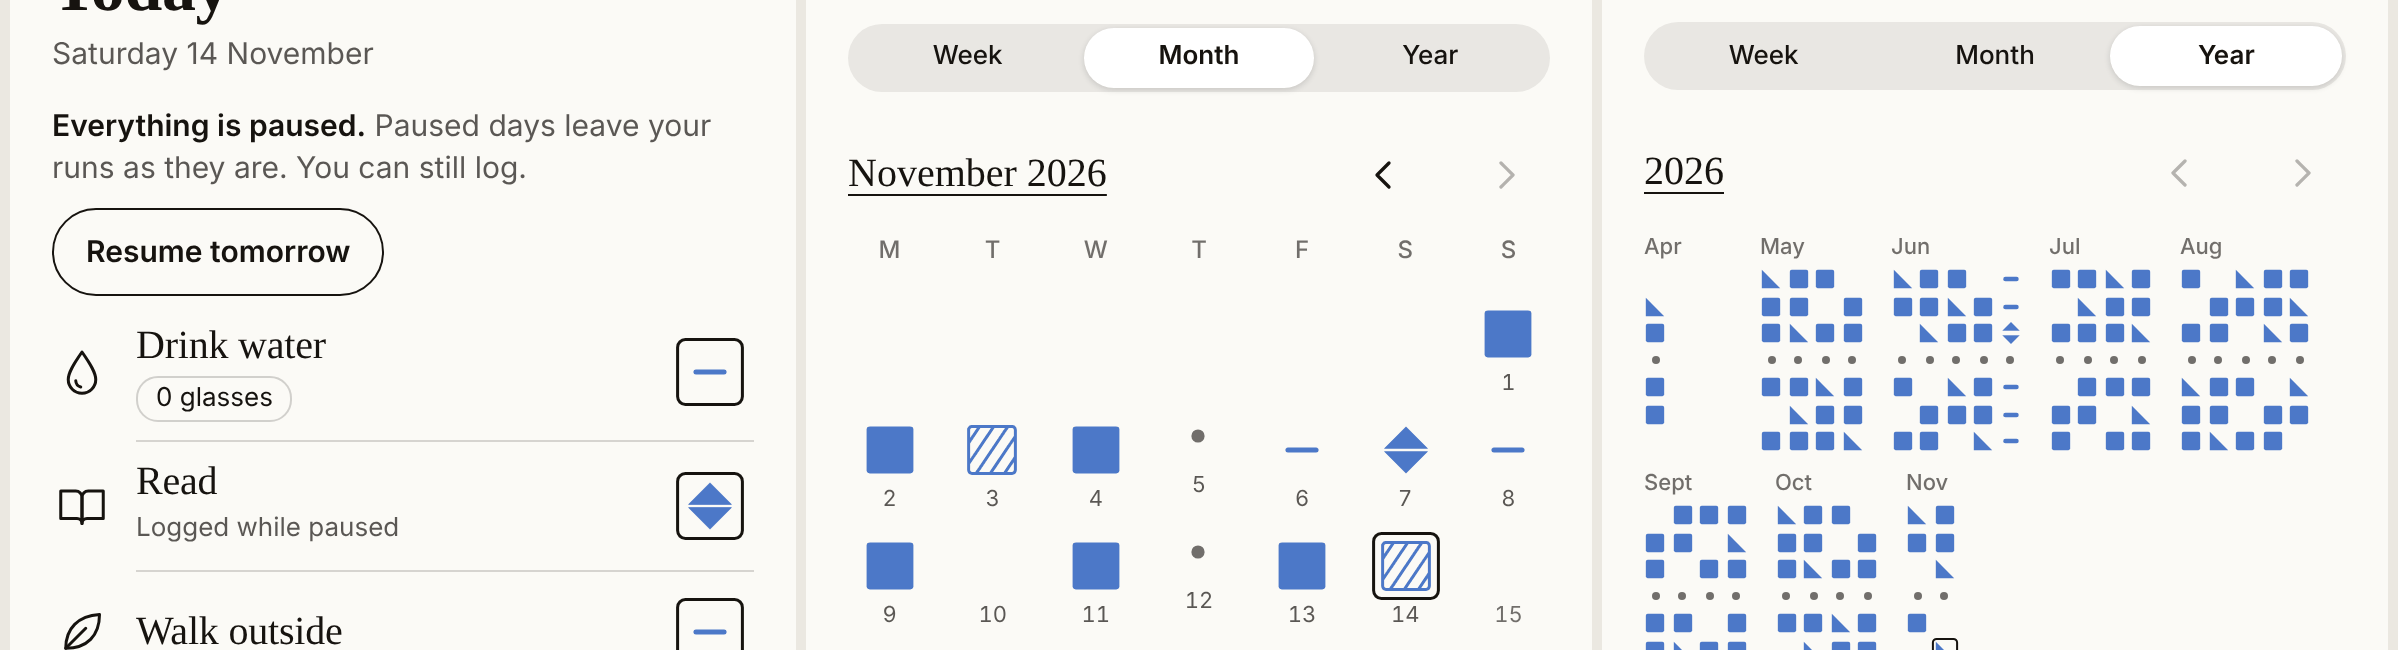 Today
Saturday 14 November
Everything is paused. Paused days leave your
runs as they are. You can still log.
Resume tomorrow
Drink water
0 glasses
Read
Logged while paused
Walk outside
Week Month Year
November 2026
M T W T F S S
1
2 3 4 5 6 7 8
9 10 11 12 13 14 15
Week Month Year
2026
Apr May Jun Jul Aug
Sept Oct Nov